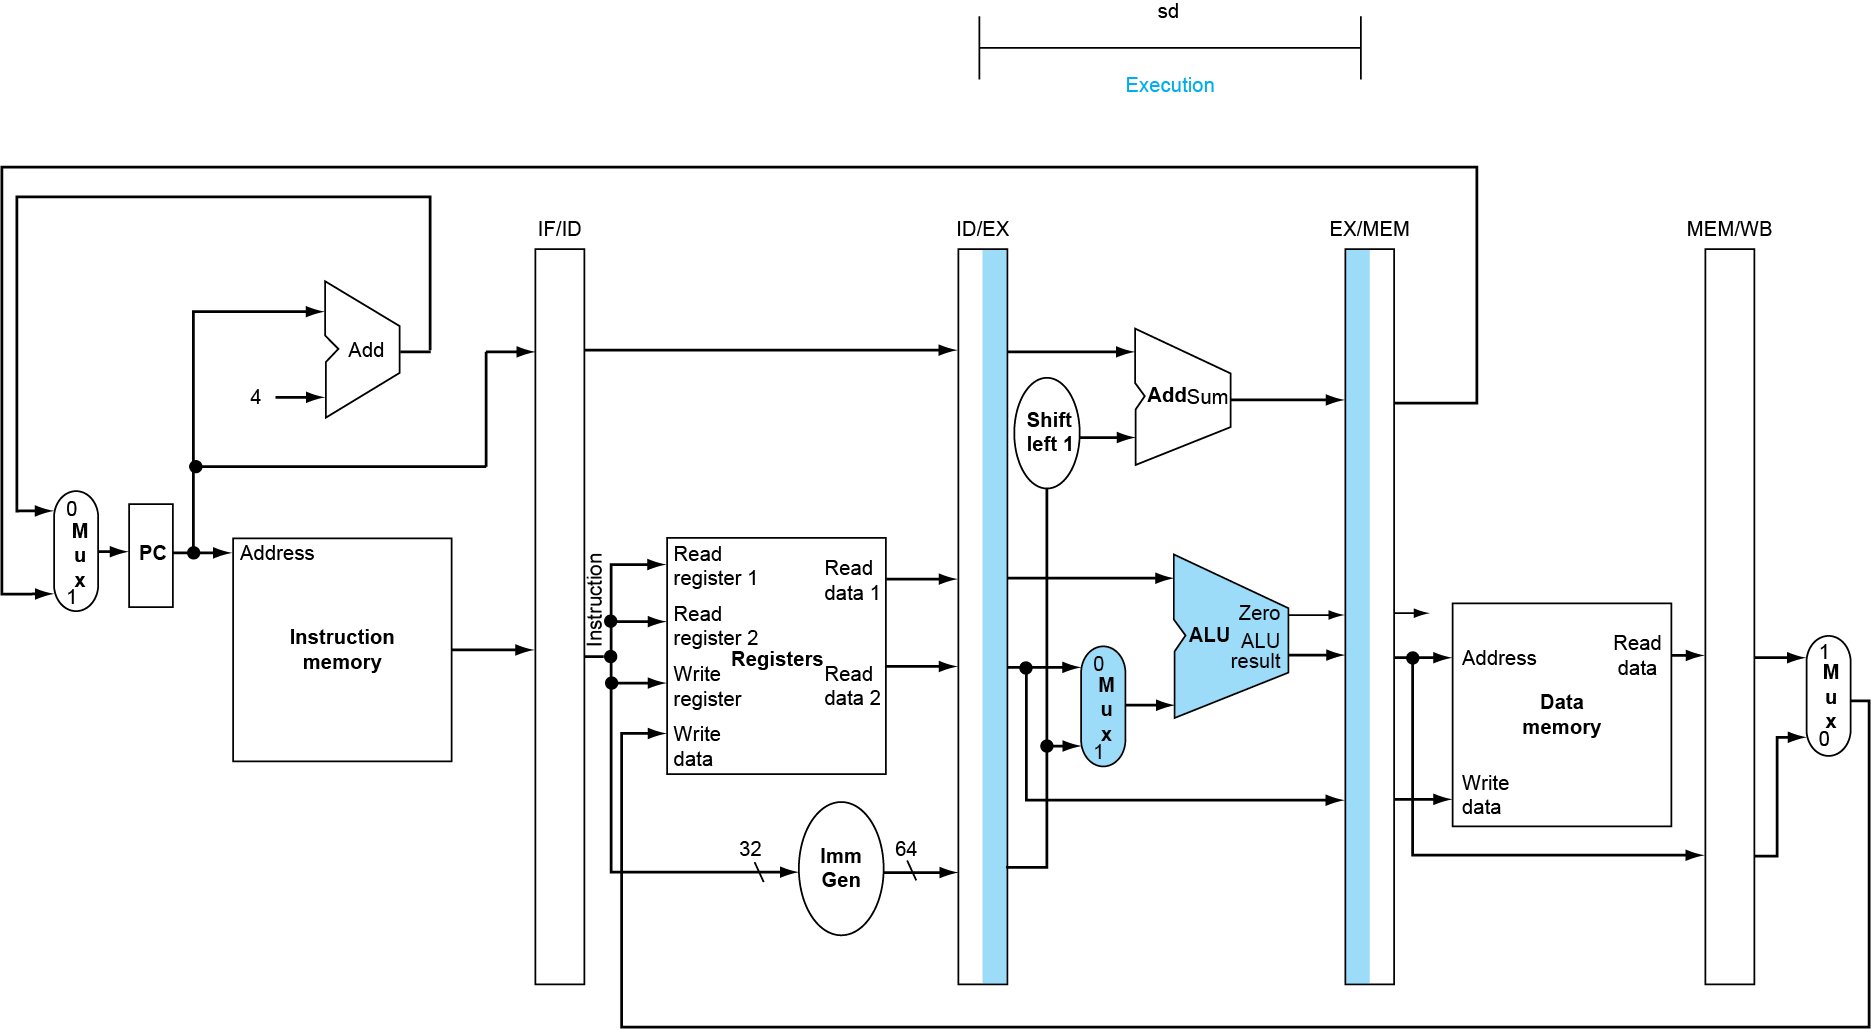 sd
Execution
IF/ID
ID/EX
EX/MEM
MEM/WB
Add
4
Add Sum
Shift
left 1
0
M
u
x
1
PC
Address
Instruction
memory
Instruction
Read
register 1
Read
register 2
Write
register
Write
data
Registers
Read
data 1
Read
data 2
32
Imm
Gen
64
0
M
u
x
1
ALU
Zero
ALU
result
Address
Read
data
Data
memory
Write
data
1
M
u
x
0